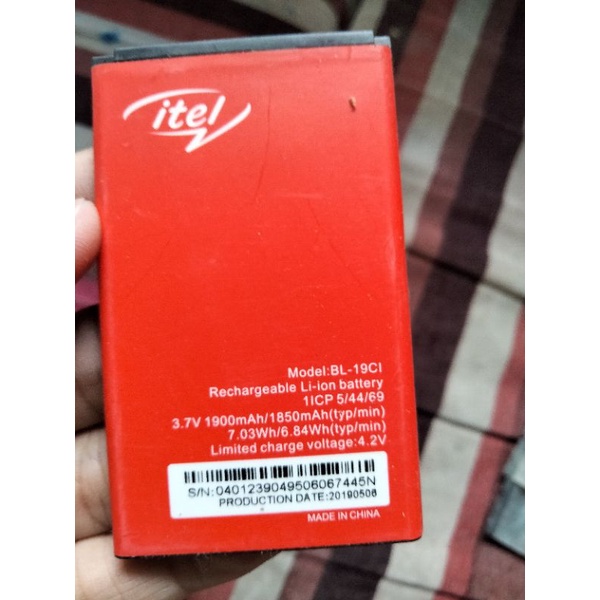 itel
Model:BL-19CI
Rechargeable Li-ion battery
1ICP 5/44/69
3.7V 1900mAh/1850mAh(typ/min)
7.03Wh/6.84Wh(typ/min)
Limited charge voltage:4.2V
S/N:0401239049506067445N
PRODUCTION DATE:20190506
MADE IN CHINA